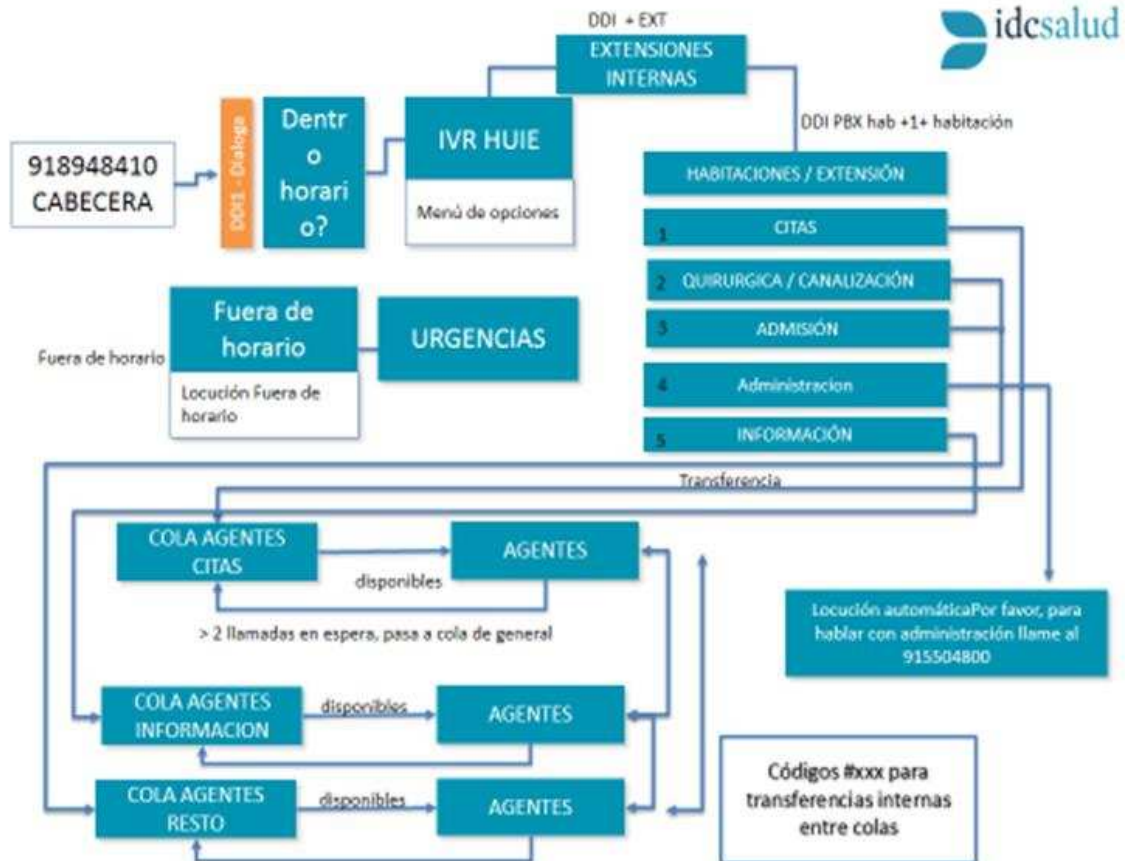 DDI + EXT
idcsalud
EXTENSIONES
INTERNAS
918948410
CABECERA
DDI1 - Dialoga
Dentr
o
horari
o?
IVR HUIE
Menú de opciones
DDI PBX hab +1+ habitación
HABITACIONES / EXTENSIÓN
1 CITAS
2 QUIRURGICA / CANALIZACIÓN
3 ADMISIÓN
4 Administracion
5 INFORMACIÓN
Fuera de horario
Fuera de
horario
Locución Fuera de
horario
URGENCIAS
Transferencia
COLA AGENTES
CITAS
disponibles
AGENTES
> 2 llamadas en espera, pasa a cola de general
Locución automáticaPor favor, para
hablar con administración llame al
915504800
COLA AGENTES
INFORMACION
disponibles
AGENTES
COLA AGENTES
RESTO
disponibles
AGENTES
Códigos #xxx para
transferencias internas
entre colas